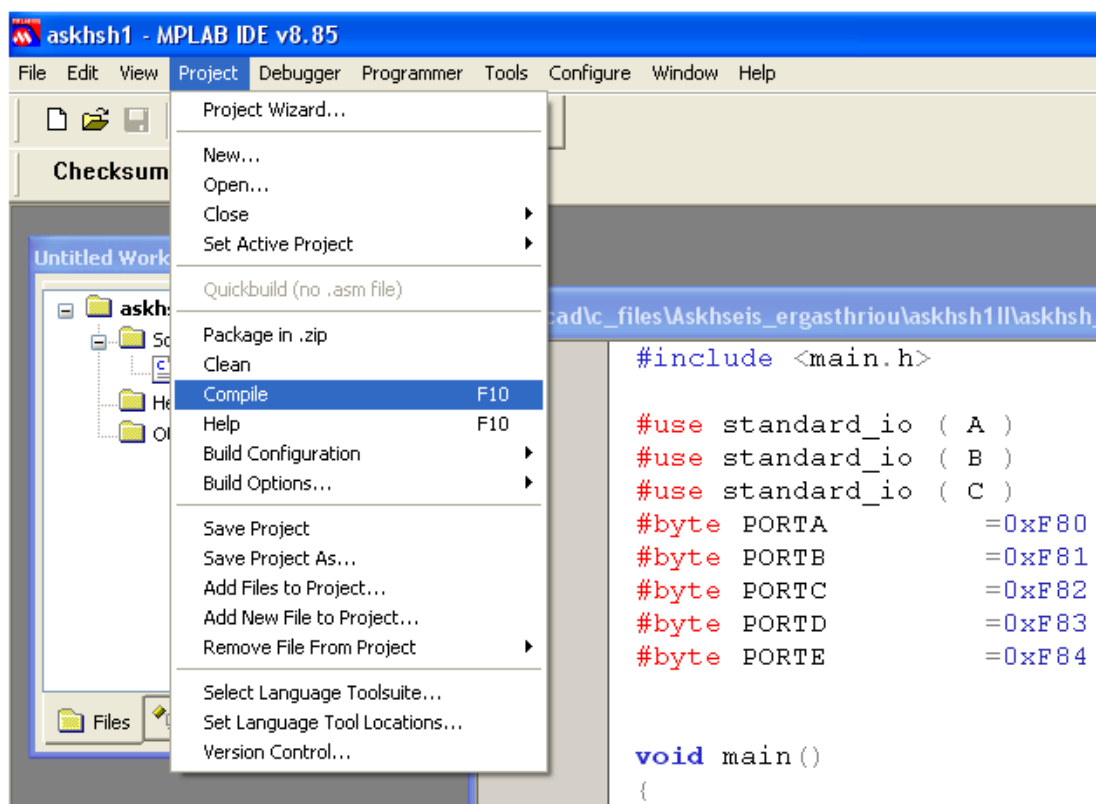 askhsh1 - MPLAB IDE v8.85
File Edit View Project Debugger Programmer Tools Configure Window Help
Checksum
Project Wizard...
New...
Open...
Close
Set Active Project
Quickbuild (no .asm file)
Package in .zip
Clean
Compile F10
Help F10
Build Configuration
Build Options...
Save Project
Save Project As...
Add Files to Project...
Add New File to Project...
Remove File From Project
Select Language Toolsuite...
Set Language Tool Locations...
Version Control...
Untitled Work
askh
So
He
Files
cad\c_files\Askhseis_ergasthriou\askhsh1II\askhsh_
#include <main.h>
#use standard_io ( A )
#use standard_io ( B )
#use standard_io ( C )
#byte PORTA =0xF80
#byte PORTB =0xF81
#byte PORTC =0xF82
#byte PORTD =0xF83
#byte PORTE =0xF84
void main()
{